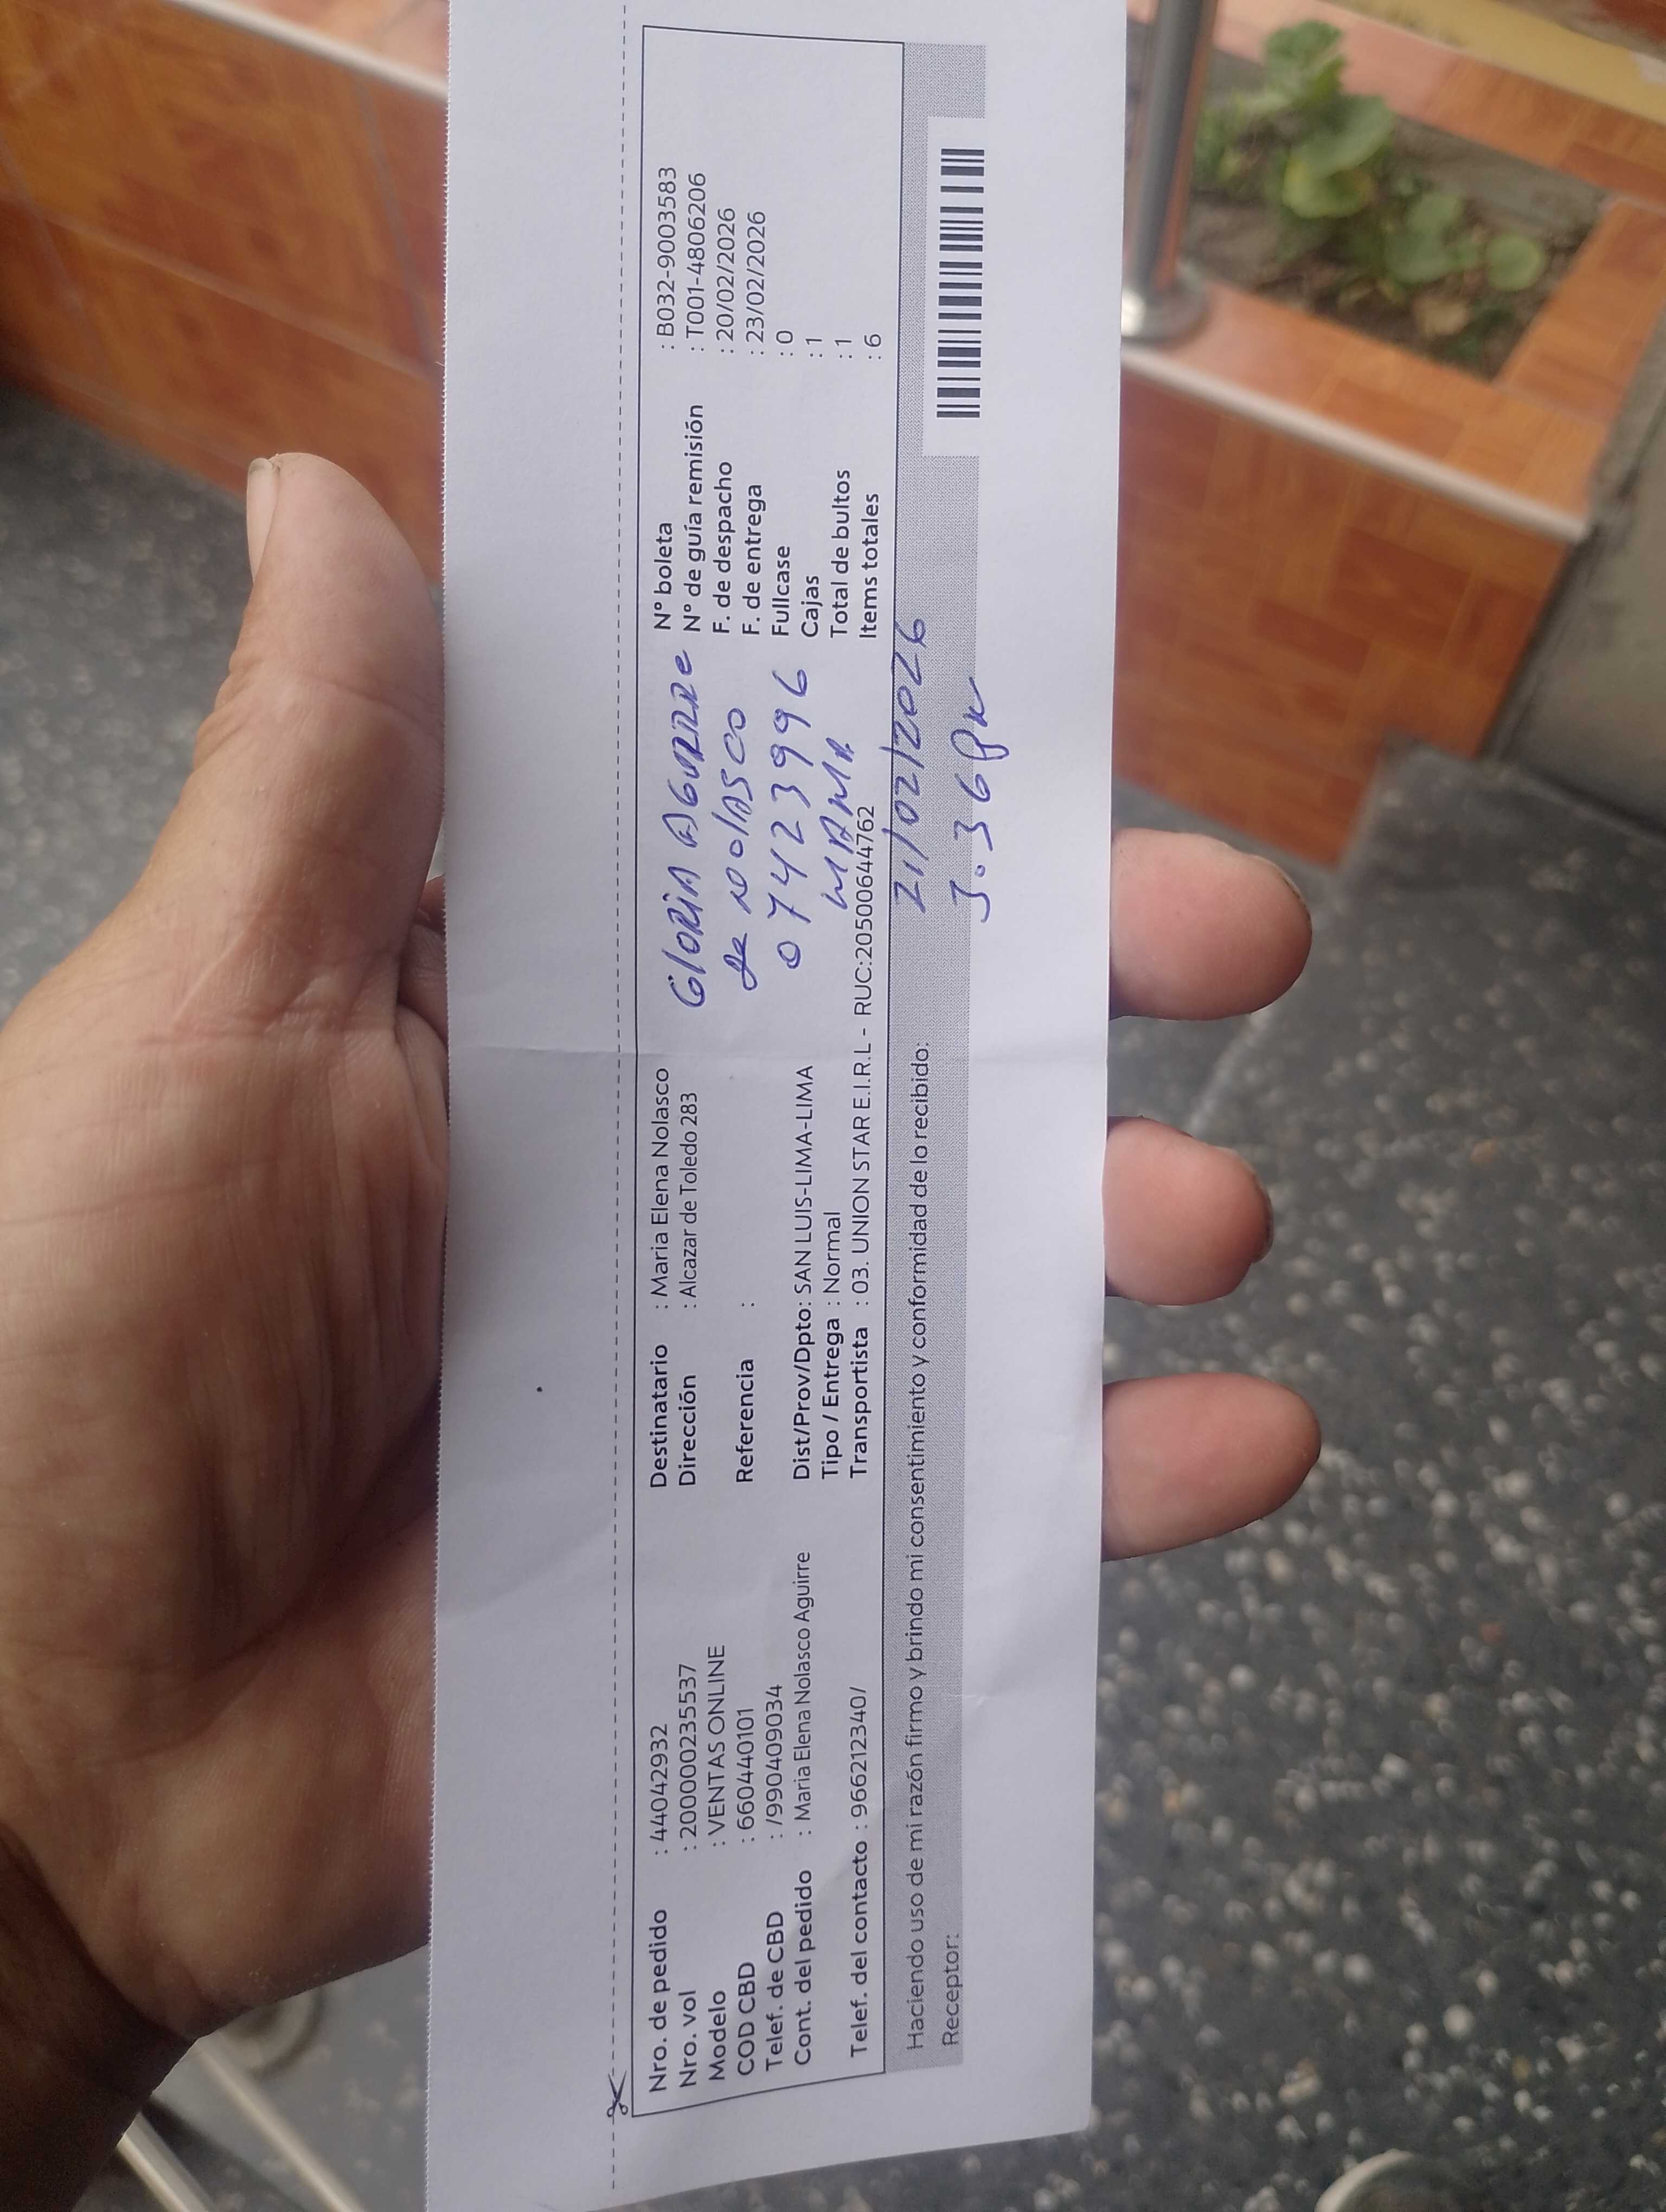 Nro. de pedido : 44042932
Nro. vol : 200000235537
Modelo : VENTAS ONLINE
COD CBD : 660440101
Telef. de CBD : /990409034
Cont. del pedido : Maria Elena Nolasco Aguirre
Telef. del contacto : 966212340/
Destinatario : Maria Elena Nolasco
Dirección : Alcazar de Toledo 283
Referencia :
Dist/Prov/Dpto: SAN LUIS-LIMA-LIMA
Tipo / Entrega : Normal
Transportista : 03. UNION STAR E.I.R.L - RUC:20500644762
GloRiA AGuRRe
de nolASCO
07423996
MAMA
N° boleta : B032-9003583
N° de guía remisión : T001-4806206
F. de despacho : 20/02/2026
F. de entrega : 23/02/2026
Fullcase : 0
Cajas : 1
Total de bultos : 1
Items totales : 6
Haciendo uso de mi razón firmo y brindo mi consentimiento y conformidad de lo recibido:
21/02/2026
Receptor:
3.36